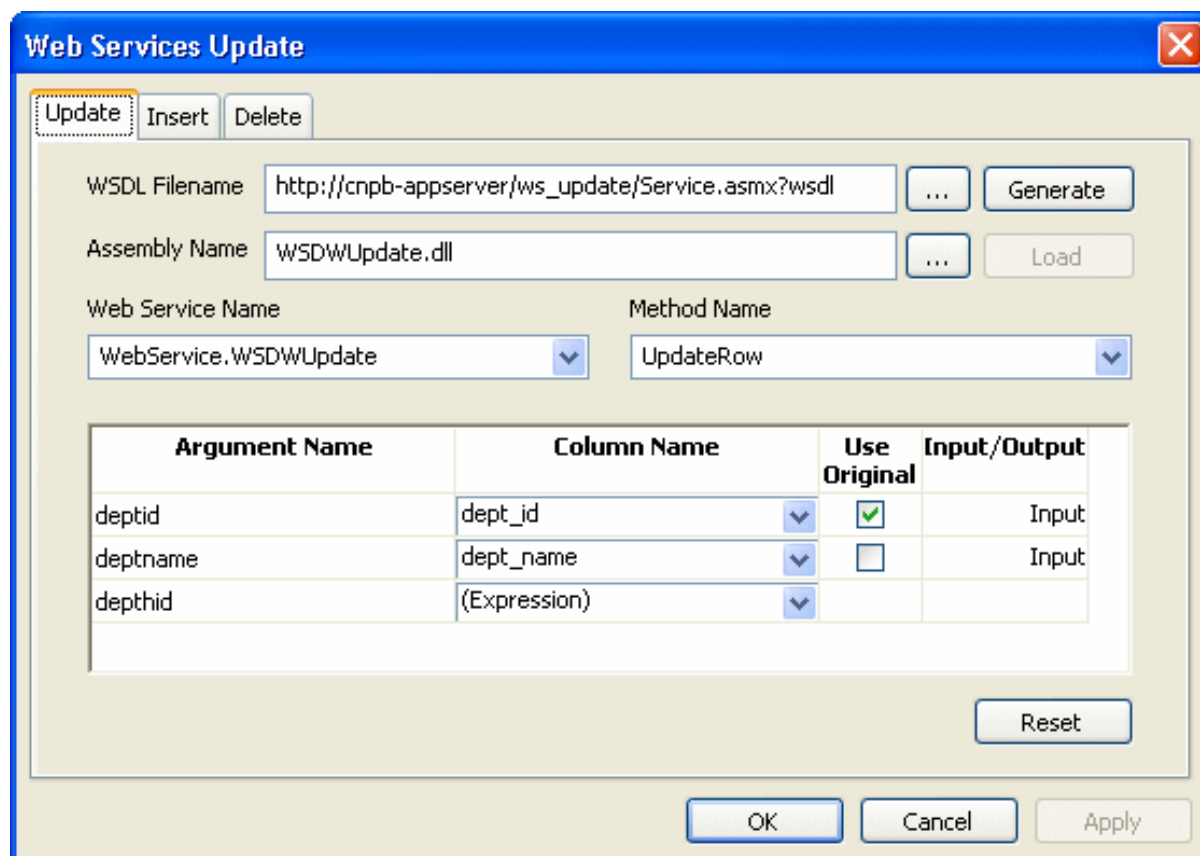 Web Services Update
Update Insert Delete
WSDL Filename http://cnpb-appserver/ws_update/Service.asmx?wsdl ... Generate
Assembly Name WSDWUpdate.dll ... Load
Web Service Name Method Name
WebService.WSDWUpdate UpdateRow
Argument Name Column Name Use Original Input/Output
deptid dept_id Input
deptname dept_name Input
depthid (Expression)
Reset
OK Cancel Apply